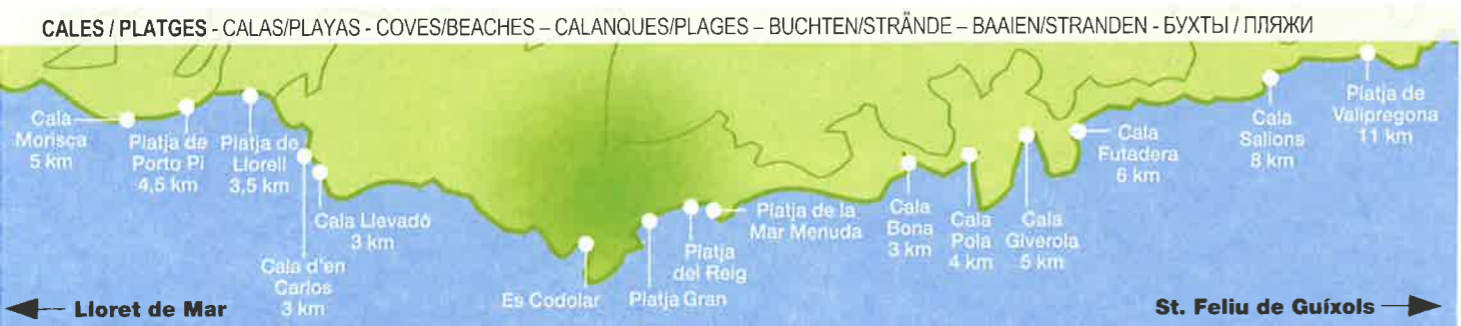 CALES / PLATGES - CALAS/PLAYAS - COVES/BEACHES – CALANQUES/PLAGES – BUCHTEN/STRÄNDE – BAAIEN/STRANDEN - БУХТЫ / ПЛЯЖИ
Cala
Morisca
5 km
Platja de
Porto Pi
4,5 km
Platja de
Llorell
3,5 km
Cala d'en
Carlos
3 km
Cala Llevadó
3 km
Es Codolar
Platja Gran
Platja
del Reig
Platja de la
Mar Menuda
Cala
Bona
3 km
Cala
Pola
4 km
Cala
Giverola
5 km
Cala
Futadera
6 km
Cala
Salions
8 km
Platja de
Vallpregona
11 km
Lloret de Mar
St. Feliu de Guíxols